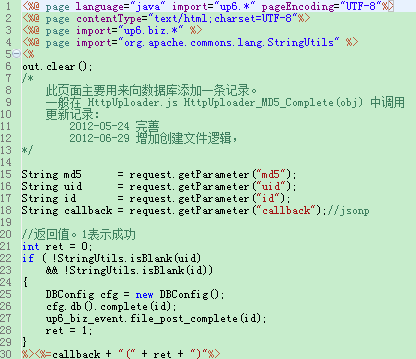 1 <%@ page language="java" import="up6.*" pageEncoding="UTF-8"%>
2 <%@ page contentType="text/html;charset=UTF-8"%>
3 <%@ page import="up6.biz.*" %>
4 <%@ page import="org.apache.commons.lang.StringUtils" %>
5 <%
6 out.clear();
7 /*
8 此页面主要用来向数据库添加一条记录。
9 一般在 HttpUploader.js HttpUploader_MD5_Complete(obj) 中调用
10 更新记录:
11 2012-05-24 完善
12 2012-06-29 增加创建文件逻辑,
13 */
14
15 String md5 = request.getParameter("md5");
16 String uid = request.getParameter("uid");
17 String id = request.getParameter("id");
18 String callback = request.getParameter("callback");//jsonp
19
20 //返回值。1表示成功
21 int ret = 0;
22 if ( !StringUtils.isBlank(uid)
23 && !StringUtils.isBlank(id))
24 {
25 DBConfig cfg = new DBConfig();
26 cfg.db().complete(id);
27 up6_biz_event.file_post_complete(id);
28 ret = 1;
29 }
30 %><%=callback + "(" + ret + ")"%>